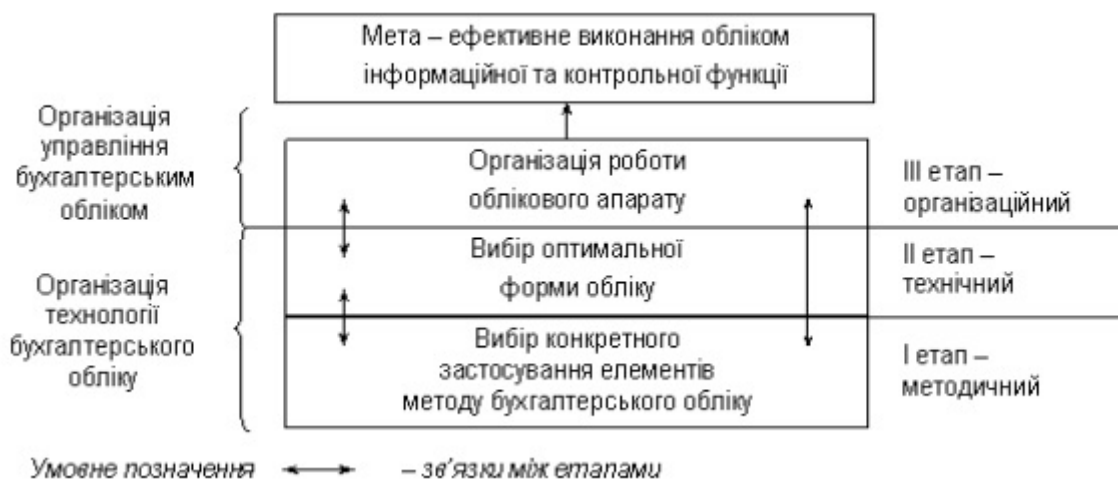 Мета – ефективне виконання обліком
інформаційної та контрольної функції
Організація
управління
бухгалтерським
обліком
Організація роботи
облікового апарату
III етап –
організаційний
Організація
технології
бухгалтерського
обліку
Вибір оптимальної
форми обліку
II етап –
технічний
Вибір конкретного
застосування елементів
методу бухгалтерського обліку
I етап –
методичний
Умовне позначення – зв'язки між етапами